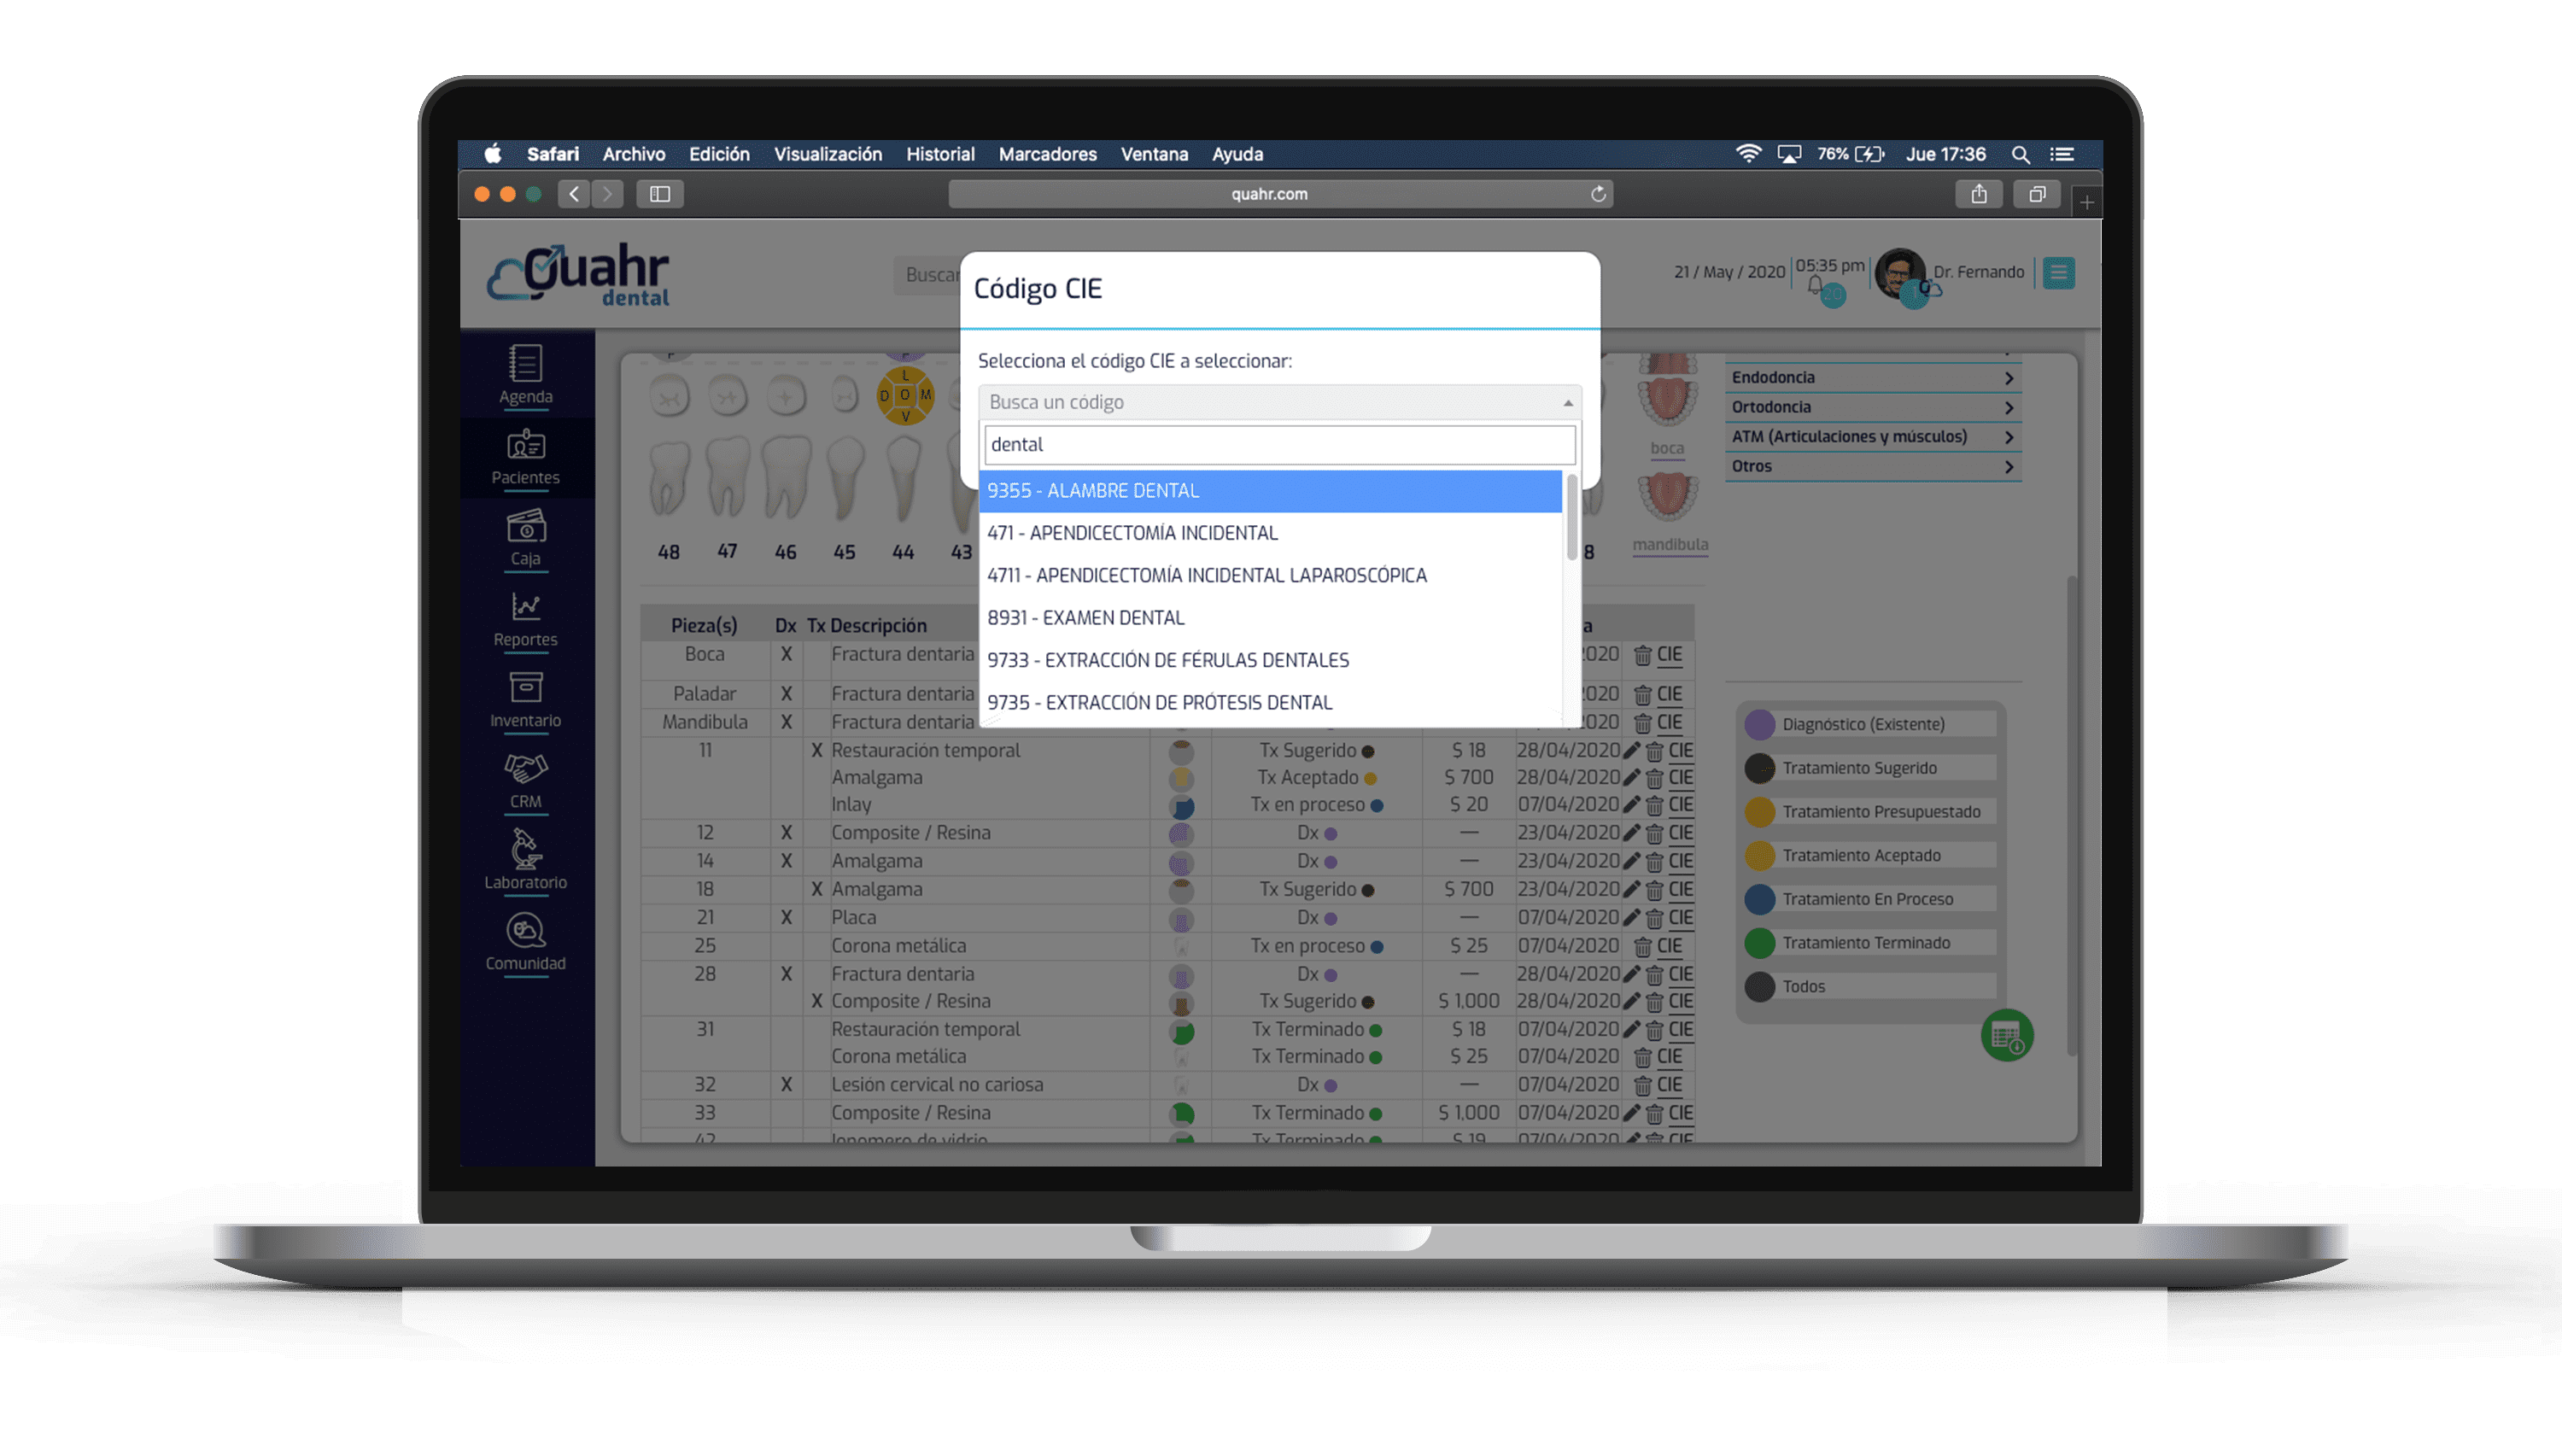 Safari Archivo Edición Visualización Historial Marcadores Ventana Ayuda 76% Jue 17:36
quahr.com
Quahr
dental
Buscar
21 / May / 2020 05:35 pm Dr. Fernando
20 1
Código CIE
Selecciona el código CIE a seleccionar:
Busca un código
dental
9355 - ALAMBRE DENTAL
471 - APENDICECTOMÍA INCIDENTAL
4711 - APENDICECTOMÍA INCIDENTAL LAPAROSCÓPICA
8931 - EXAMEN DENTAL
9733 - EXTRACCIÓN DE FÉRULAS DENTALES
9735 - EXTRACCIÓN DE PRÓTESIS DENTAL
Agenda
Pacientes
Caja
Reportes
Inventario
CRM
Laboratorio
Comunidad
L
D O M
V
48 47 46 45 44 43 8
boca
mandibula
Endodoncia
Ortodoncia
ATM (Articulaciones y músculos)
Otros
Pieza(s) Dx Tx Descripción a
Boca X Fractura dentaria 2020 CIE
Paladar X Fractura dentaria 2020 CIE
Mandibula X Fractura dentaria 2020 CIE
11 X Restauración temporal Tx Sugerido $ 18 28/04/2020 CIE
Amalgama Tx Aceptado $ 700 28/04/2020 CIE
Inlay Tx en proceso $ 20 07/04/2020 CIE
12 X Composite / Resina Dx — 23/04/2020 CIE
14 X Amalgama Dx — 23/04/2020 CIE
18 X Amalgama Tx Sugerido $ 700 23/04/2020 CIE
21 X Placa Dx — 07/04/2020 CIE
25 Corona metálica Tx en proceso $ 25 07/04/2020 CIE
28 X Fractura dentaria Dx — 28/04/2020 CIE
X Composite / Resina Tx Sugerido $ 1,000 28/04/2020 CIE
31 Restauración temporal Tx Terminado $ 18 07/04/2020 CIE
Corona metálica Tx Terminado $ 25 07/04/2020 CIE
32 X Lesión cervical no cariosa Dx — 07/04/2020 CIE
33 Composite / Resina Tx Terminado $ 1,000 07/04/2020 CIE
42 Ionomero de vidrio Tx Terminado $ 19 07/04/2020 CIE
Diagnóstico (Existente)
Tratamiento Sugerido
Tratamiento Presupuestado
Tratamiento Aceptado
Tratamiento En Proceso
Tratamiento Terminado
Todos